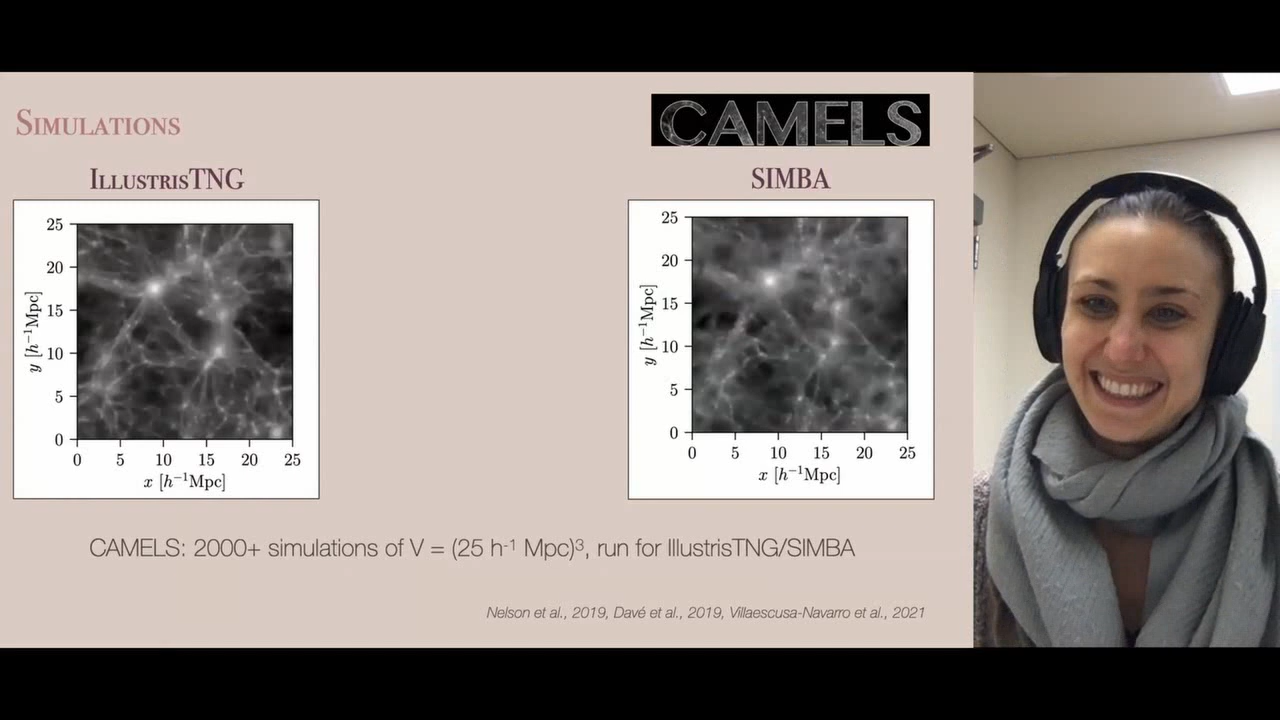 SIMULATIONS
CAMELS
ILLUSTRISTNG
SIMBA
25
20
15
10
5
0
y [h⁻¹Mpc]
0 5 10 15 20 25
x [h⁻¹Mpc]
25
20
15
10
5
0
y [h⁻¹Mpc]
0 5 10 15 20 25
x [h⁻¹Mpc]
CAMELS: 2000+ simulations of V = (25 h⁻¹ Mpc)³, run for IllustrisTNG/SIMBA
Nelson et al., 2019, Davé et al., 2019, Villaescusa-Navarro et al., 2021